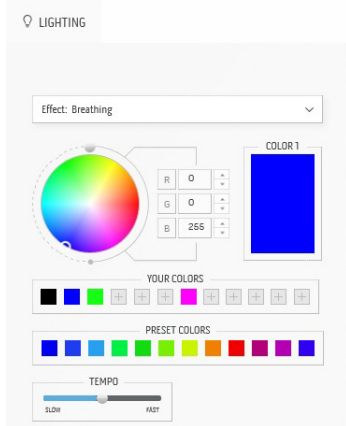 LIGHTING
Effect: Breathing
COLOR 1
R 0
G 0
B 255
YOUR COLORS
PRESET COLORS
TEMPO
SLOW FAST